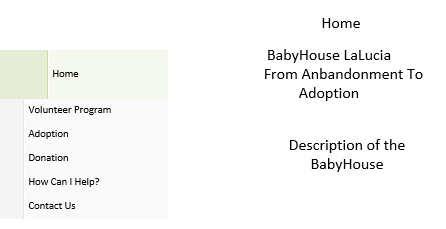 Home
Volunteer Program
Adoption
Donation
How Can I Help?
Contact Us
Home
BabyHouse LaLucia
From Anbandonment To
Adoption
Description of the
BabyHouse